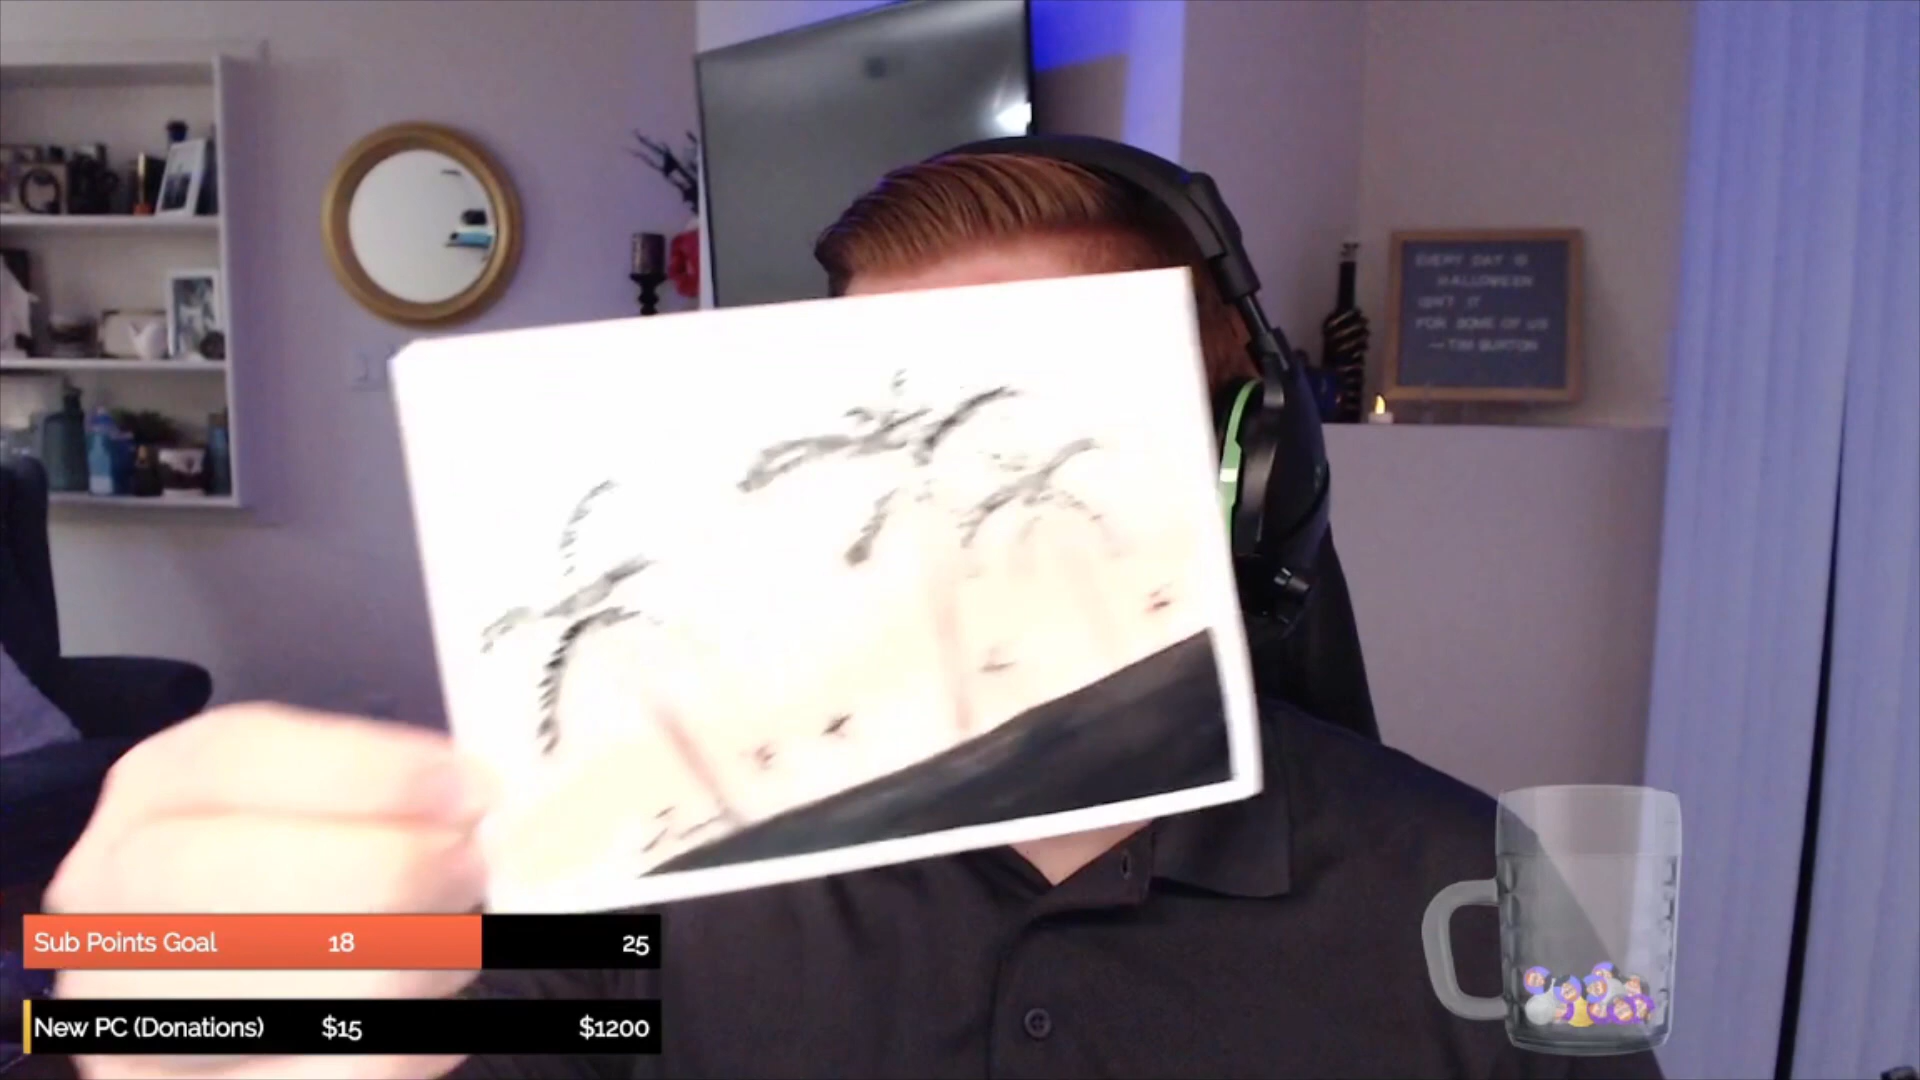 EVERY DAY IS
HALLOWEEN
ISN'T IT
FOR SOME OF US
—TIM BURTON
Sub Points Goal 18 25
New PC (Donations) $15 $1200